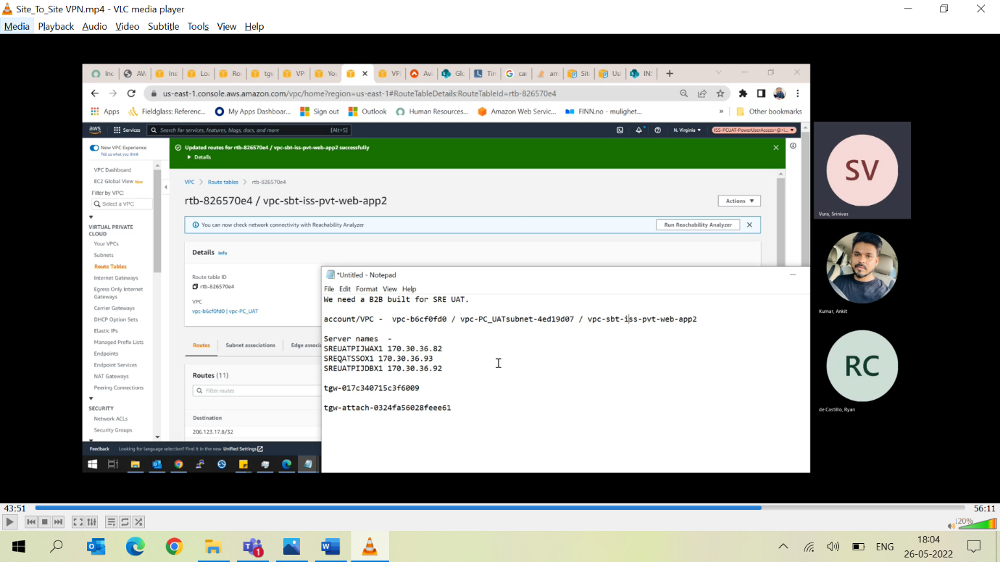 Site_To_Site VPN.mp4 - VLC media player
Media Playback Audio Video Subtitle Tools View Help
Inc
AW
Ins
Loc
Ro
tgv
VP
You
VPI
Avi
Glo
Tin
car
am
Sit
Us
IN:
us-east-1.console.aws.amazon.com/vpc/home?region=us-east-1#RouteTableDetails:RouteTableId=rtb-826570e4
Apps Fieldglass: Referenc... My Apps Dashboar... Sign out Outlook Human Resources... Amazon Web Servic... FINN.no - mulighet... » Other bookmarks
aws Services Search for services, features, blogs, docs, and more [Alt+S] N. Virginia ISS-PCUAT-PowerUserAccess+@+i...
New VPC Experience
Tell us what you think
VPC Dashboard
EC2 Global View New
Filter by VPC:
Select a VPC
VIRTUAL PRIVATE
CLOUD
Your VPCs
Subnets
Route Tables
Internet Gateways
Egress Only Internet
Gateways
Carrier Gateways
DHCP Option Sets
Elastic IPs
Managed Prefix Lists
Endpoints
Endpoint Services
NAT Gateways
Peering Connections
SECURITY
Network ACLs
Security Groups
Updated routes for rtb-826570e4 / vpc-sbt-iss-pvt-web-app2 successfully
Details
VPC > Route tables > rtb-826570e4
rtb-826570e4 / vpc-sbt-iss-pvt-web-app2
Actions
You can now check network connectivity with Reachability Analyzer
Run Reachability Analyzer
Details Info
Route table ID
rtb-826570e4
VPC
vpc-b6cf0fd0 | vpc-PC_UAT
Routes Subnet associations Edge associa
Routes (11)
Filter routes
Destination
206.123.17.8/32
*Untitled - Notepad
File Edit Format View Help
We need a B2B built for SRE UAT.
account/VPC - vpc-b6cf0fd0 / vpc-PC_UATsubnet-4ed19d07 / vpc-sbt-iss-pvt-web-app2
Server names -
SREUATPIJWAX1 170.30.36.82
SREQATSSOX1 170.30.36.93
SREUATPIJDBX1 170.30.36.92
tgw-017c340715c3f6009
tgw-attach-0324fa56028feee61
Feedback Looking for language selection? Find it in the new Unified Settings
SV
Vura, Srinivas
Kumar, Ankit
RC
de Castillo, Ryan
43:51 56:11
120%
1
ENG
18:04
26-05-2022